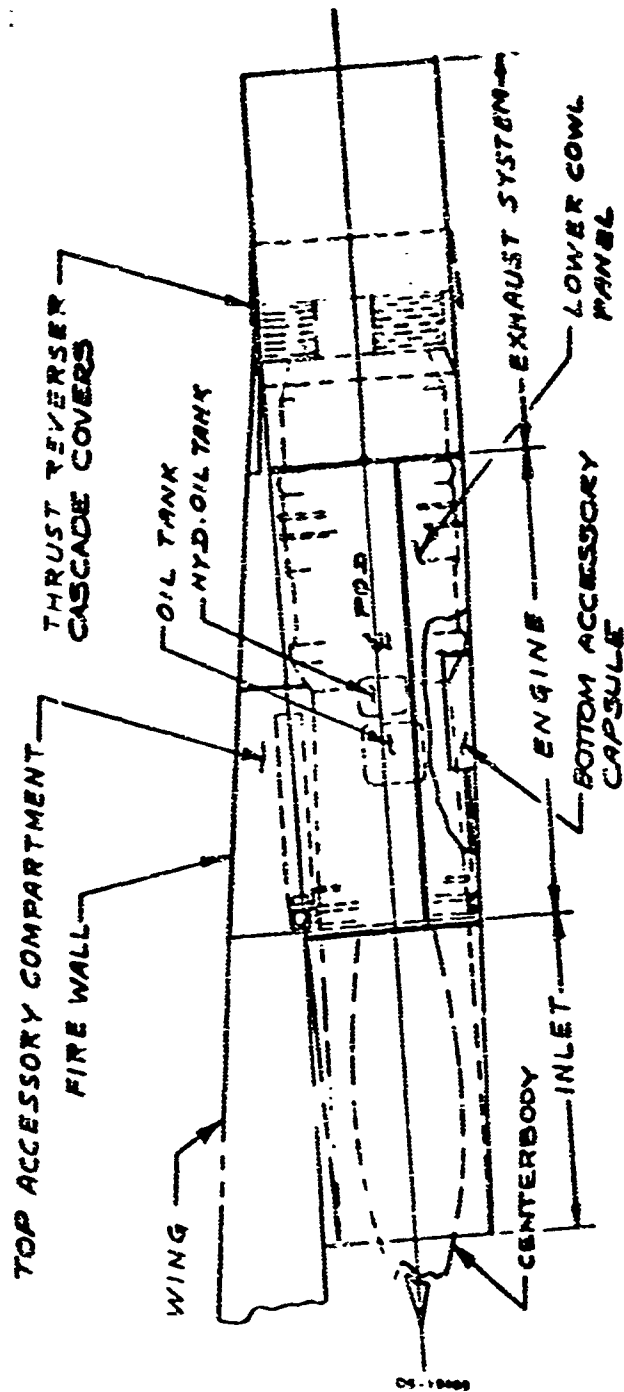 TOP ACCESSORY COMPARTMENT
FIRE WALL
WING
THRUST REVERSER
CASCADE COVERS
OIL TANK
HYD. OIL TANK
PDD
EXHAUST SYSTEM
LOWER COWL
PANEL
ENGINE
BOTTOM ACCESSORY
CAPSULE
INLET
CENTERBODY